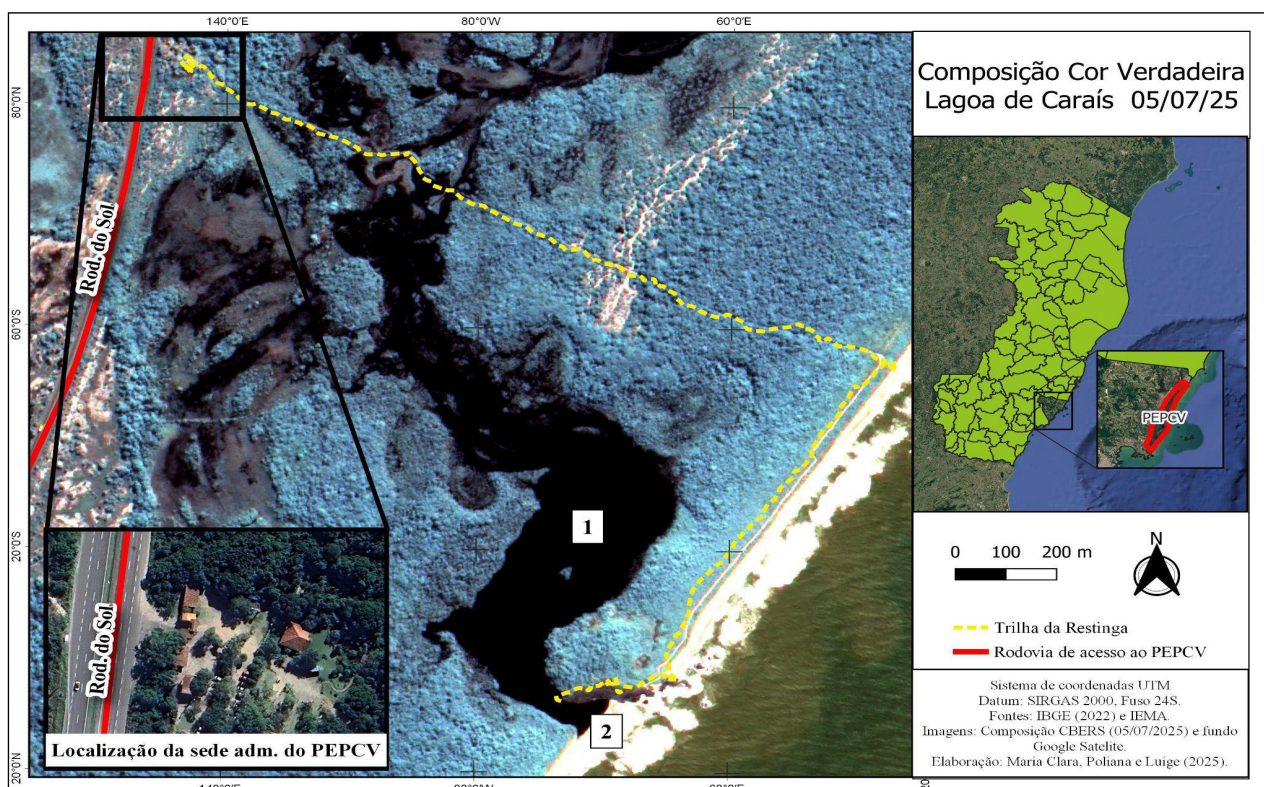 140°0'E
80°0'W
60°0'E
80°0'N
60°0'S
20°0'S
20°0'N
Rod. do Sol
1
2
Rod. do Sol
Localização da sede adm. do PEPCV
80°0'W
60°0'E
Composição Cor Verdadeira
Lagoa de Caraís 05/07/25
PEPCV
0 100 200 m
N
Trilha da Restinga
Rodovia de acesso ao PEPCV
Sistema de coordenadas UTM
Datum: SIRGAS 2000, Fuso 24S.
Fontes: IBGE (2022) e IEMA.
Imagens: Composição CBERS (05/07/2025) e fundo
Google Satelite.
Elaboração: Maria Clara, Poliana e Luige (2025).